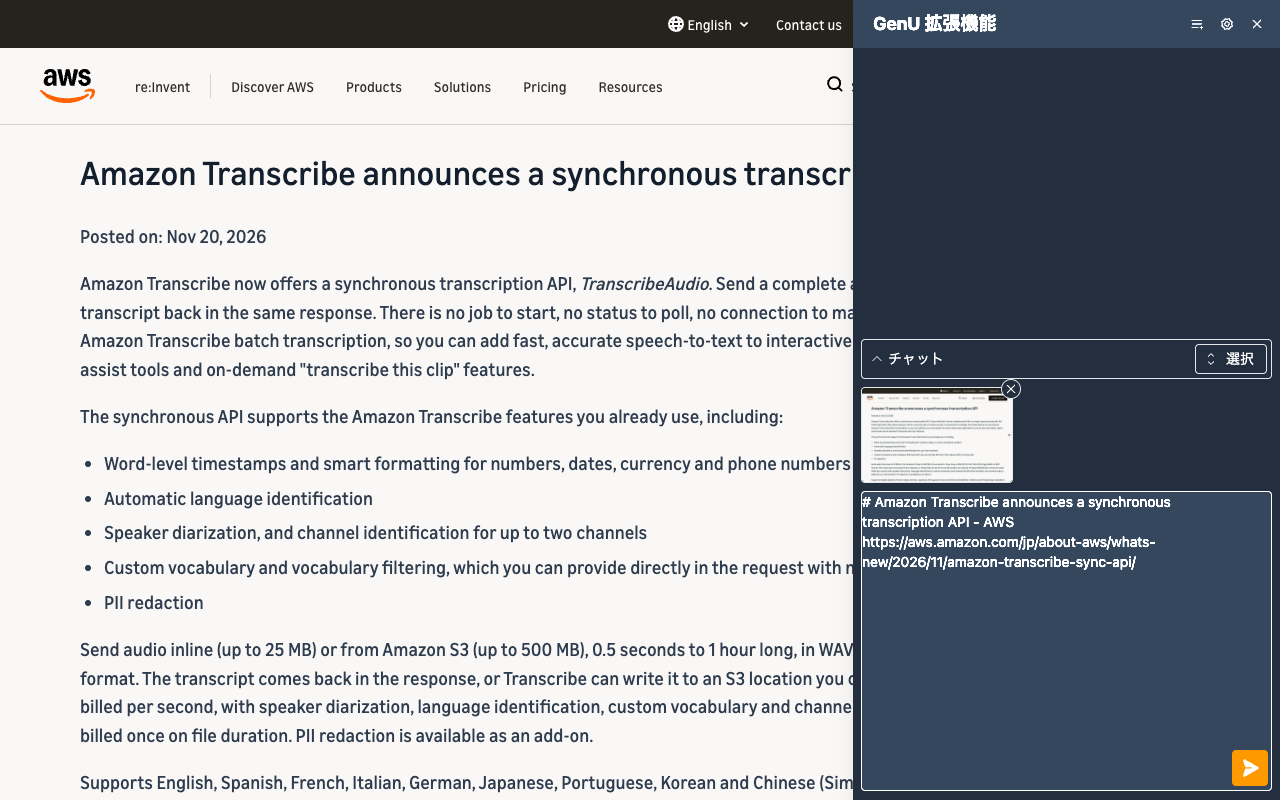 English
Contact us
GenU 拡張機能
aws
re:Invent
Discover AWS
Products
Solutions
Pricing
Resources
Amazon Transcribe announces a synchronous transcr
Posted on: Nov 20, 2026
Amazon Transcribe now offers a synchronous transcription API, TranscribeAudio. Send a complete
transcript back in the same response. There is no job to start, no status to poll, no connection to
Amazon Transcribe batch transcription, so you can add fast, accurate speech-to-text to interactive
assist tools and on-demand "transcribe this clip" features.
The synchronous API supports the Amazon Transcribe features you already use, including:
• Word-level timestamps and smart formatting for numbers, dates, currency and phone numbers
• Automatic language identification
• Speaker diarization, and channel identification for up to two channels
• Custom vocabulary and vocabulary filtering, which you can provide directly in the request with
• PII redaction
Send audio inline (up to 25 MB) or from Amazon S3 (up to 500 MB), 0.5 seconds to 1 hour long, in WAV
format. The transcript comes back in the response, or Transcribe can write it to an S3 location you
billed per second, with speaker diarization, language identification, custom vocabulary and channe
billed once on file duration. PII redaction is available as an add-on.
Supports English, Spanish, French, Italian, German, Japanese, Portuguese, Korean and Chinese (Sim
チャット
選択
Amazon Transcribe announces a synchronous transcription API
# Amazon Transcribe announces a synchronous
transcription API - AWS
https://aws.amazon.com/jp/about-aws/whats-
new/2026/11/amazon-transcribe-sync-api/